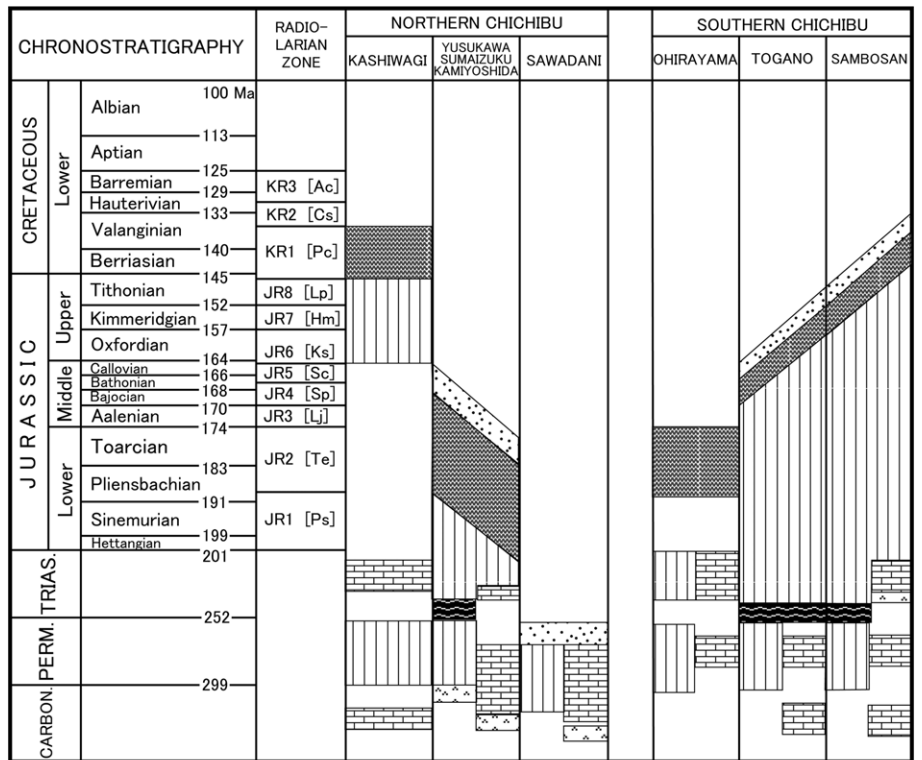 CHRONOSTRATIGRAPHY
RADIO-
LARIAN
ZONE
NORTHERN CHICHIBU
KASHIWAGI
YUSUKAWA
SUMAIZUKU
KAMIYOSHIDA
SAWADANI
SOUTHERN CHICHIBU
OHIRAYAMA
TOGANO
SAMBOSAN
CRETACEOUS
Lower
100 Ma
Albian
113
Aptian
125
Barremian
KR3 [Ac]
129
Hauterivian
133
KR2 [Cs]
Valanginian
140
KR1 [Pc]
Berriasian
145
JURASSIC
Upper
Tithonian
JR8 [Lp]
152
Kimmeridgian
JR7 [Hm]
157
Oxfordian
JR6 [Ks]
164
Middle
Callovian
JR5 [Sc]
166
Bathonian
168
Bajocian
JR4 [Sp]
170
Aalenian
JR3 [Lj]
174
Lower
Toarcian
JR2 [Te]
183
Pliensbachian
191
Sinemurian
JR1 [Ps]
199
Hettangian
201
TRIAS.
252
PERM.
299
CARBON.